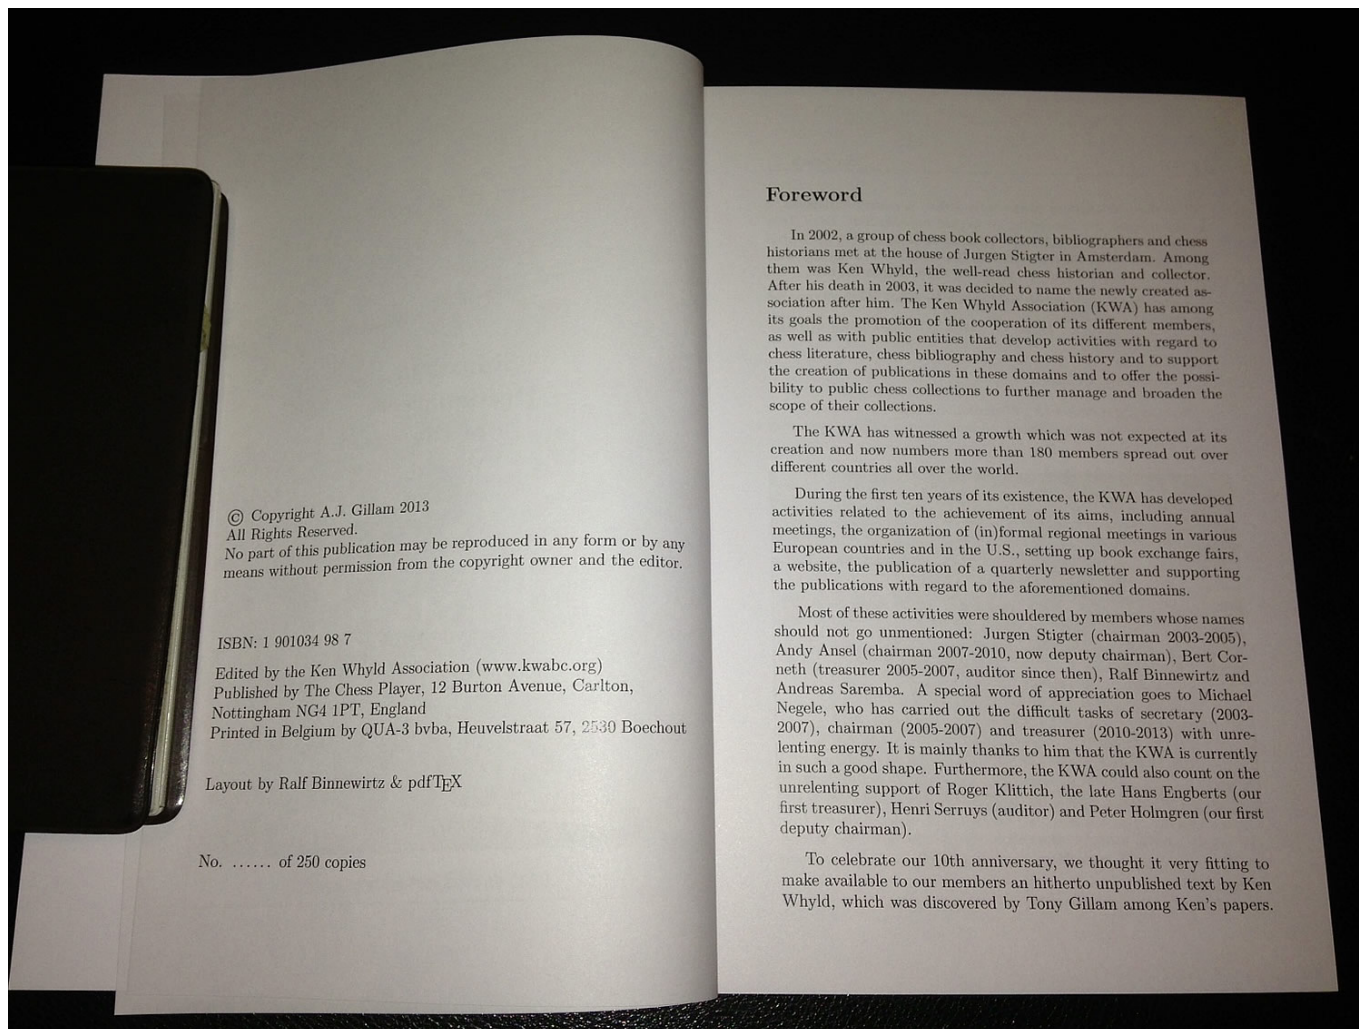 © Copyright A.J. Gillam 2013
All Rights Reserved.
No part of this publication may be reproduced in any form or by any
means without permission from the copyright owner and the editor.
ISBN: 1 901034 98 7
Edited by the Ken Whyld Association (www.kwabc.org)
Published by The Chess Player, 12 Burton Avenue, Carlton,
Nottingham NG4 1PT, England
Printed in Belgium by QUA-3 bvba, Heuvelstraat 57, 2530 Boechout
Layout by Ralf Binnewirtz & pdfTEX
No. ...... of 250 copies
Foreword
In 2002, a group of chess book collectors, bibliographers and chess
historians met at the house of Jurgen Stigter in Amsterdam. Among
them was Ken Whyld, the well-read chess historian and collector.
After his death in 2003, it was decided to name the newly created as-
sociation after him. The Ken Whyld Association (KWA) has among
its goals the promotion of the cooperation of its different members,
as well as with public entities that develop activities with regard to
chess literature, chess bibliography and chess history and to support
the creation of publications in these domains and to offer the possi-
bility to public chess collections to further manage and broaden the
scope of their collections.
The KWA has witnessed a growth which was not expected at its
creation and now numbers more than 180 members spread out over
different countries all over the world.
During the first ten years of its existence, the KWA has developed
activities related to the achievement of its aims, including annual
meetings, the organization of (in)formal regional meetings in various
European countries and in the U.S., setting up book exchange fairs,
a website, the publication of a quarterly newsletter and supporting
the publications with regard to the aforementioned domains.
Most of these activities were shouldered by members whose names
should not go unmentioned: Jurgen Stigter (chairman 2003-2005),
Andy Ansel (chairman 2007-2010, now deputy chairman), Bert Cor-
neth (treasurer 2005-2007, auditor since then), Ralf Binnewirtz and
Andreas Saremba. A special word of appreciation goes to Michael
Negele, who has carried out the difficult tasks of secretary (2003-
2007), chairman (2005-2007) and treasurer (2010-2013) with unre-
lenting energy. It is mainly thanks to him that the KWA is currently
in such a good shape. Furthermore, the KWA could also count on the
unrelenting support of Roger Klittich, the late Hans Engberts (our
first treasurer), Henri Serruys (auditor) and Peter Holmgren (our first
deputy chairman).
To celebrate our 10th anniversary, we thought it very fitting to
make available to our members an hitherto unpublished text by Ken
Whyld, which was discovered by Tony Gillam among Ken's papers.